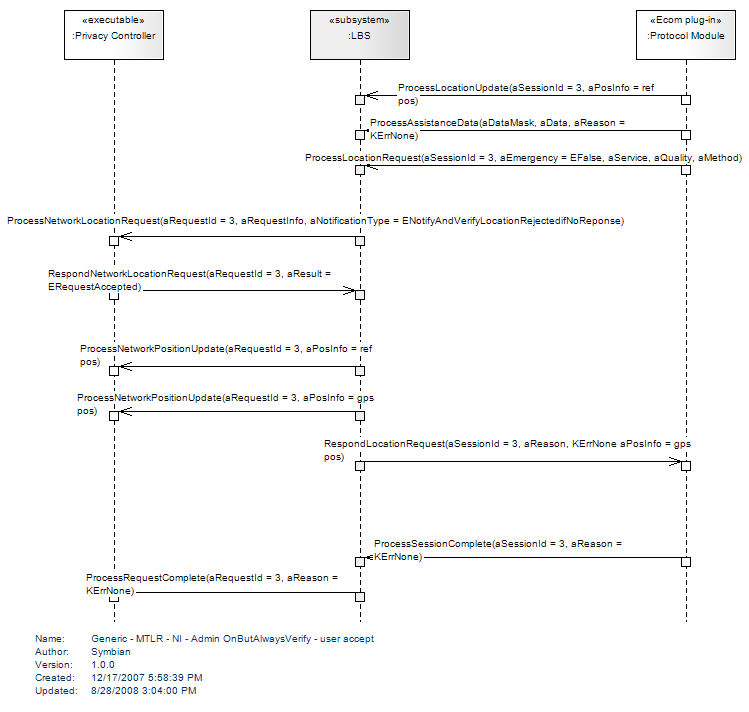 «executable»
:Privacy Controller
«subsystem»
:LBS
«Ecom plug-in»
:Protocol Module
ProcessLocationUpdate(aSessionId = 3, aPosInfo = ref
pos)
ProcessAssistanceData(aDataMask, aData, aReason =
KErrNone)
ProcessLocationRequest(aSessionId = 3, aEmergency = EFalse, aService, aQuality, aMethod)
ProcessNetworkLocationRequest(aRequestId = 3, aRequestInfo, aNotificationType = ENotifyAndVerifyLocationRejectedifNoReponse)
RespondNetworkLocationRequest(aRequestId = 3, aResult =
ERequestAccepted)
ProcessNetworkPositionUpdate(aRequestId = 3, aPosInfo = ref
pos)
ProcessNetworkPositionUpdate(aRequestId = 3, aPosInfo = gps
pos)
RespondLocationRequest(aSessionId = 3, aReason, KErrNone aPosInfo = gps
pos)
ProcessSessionComplete(aSessionId = 3, aReason =
KErrNone)
ProcessRequestComplete(aRequestId = 3, aReason =
KErrNone)
Name: Generic - MTLR - NI - Admin OnButAlwaysVerify - user accept
Author: Symbian
Version: 1.0.0
Created: 12/17/2007 5:58:39 PM
Updated: 8/28/2008 3:04:00 PM